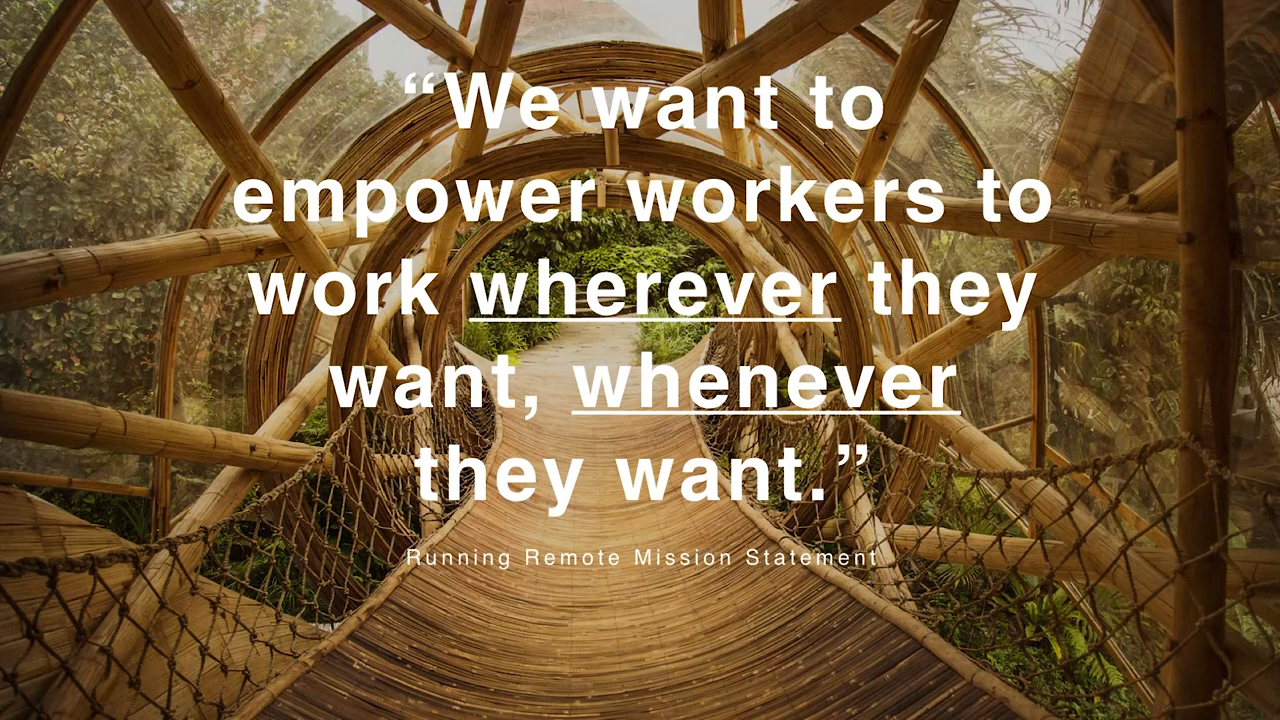 “We want to
empower workers to
work wherever they
want, whenever
they want.”
Running Remote Mission Statement